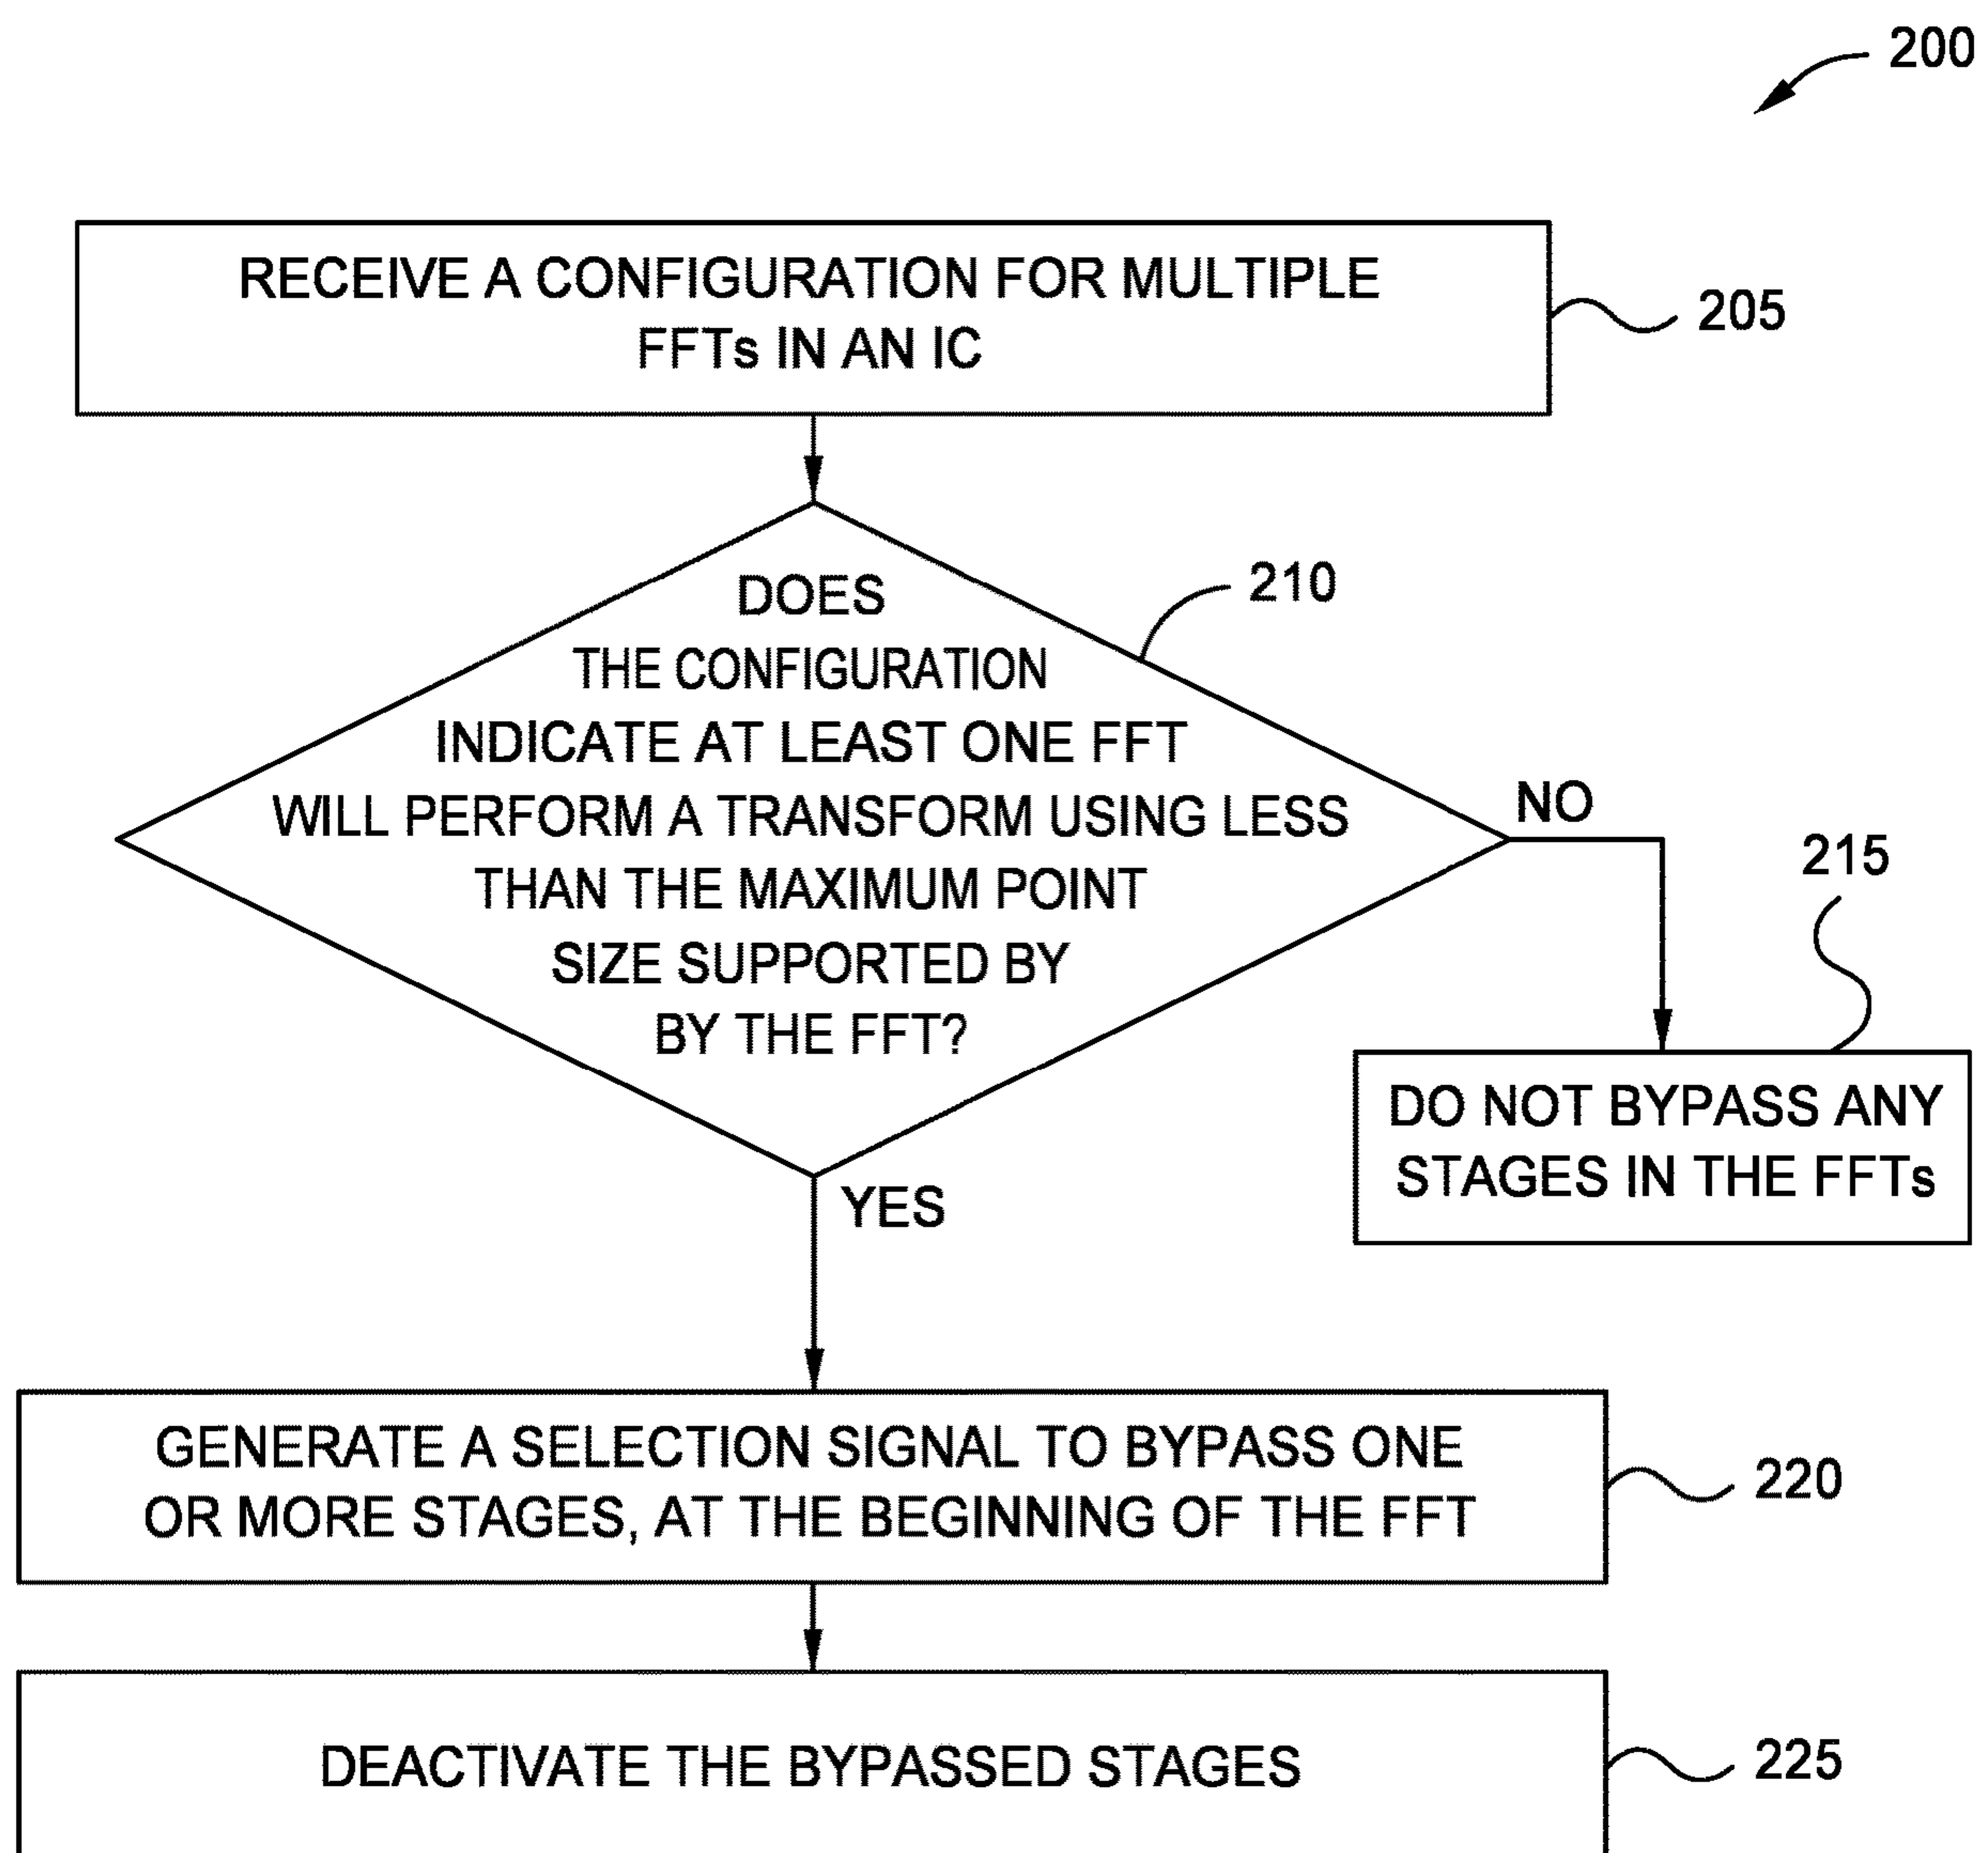 200
RECEIVE A CONFIGURATION FOR MULTIPLE
FFTs IN AN IC
205
DOES
THE CONFIGURATION
INDICATE AT LEAST ONE FFT
WILL PERFORM A TRANSFORM USING LESS
THAN THE MAXIMUM POINT
SIZE SUPPORTED BY
BY THE FFT?
210
NO
215
DO NOT BYPASS ANY
STAGES IN THE FFTs
YES
GENERATE A SELECTION SIGNAL TO BYPASS ONE
OR MORE STAGES, AT THE BEGINNING OF THE FFT
220
DEACTIVATE THE BYPASSED STAGES
225